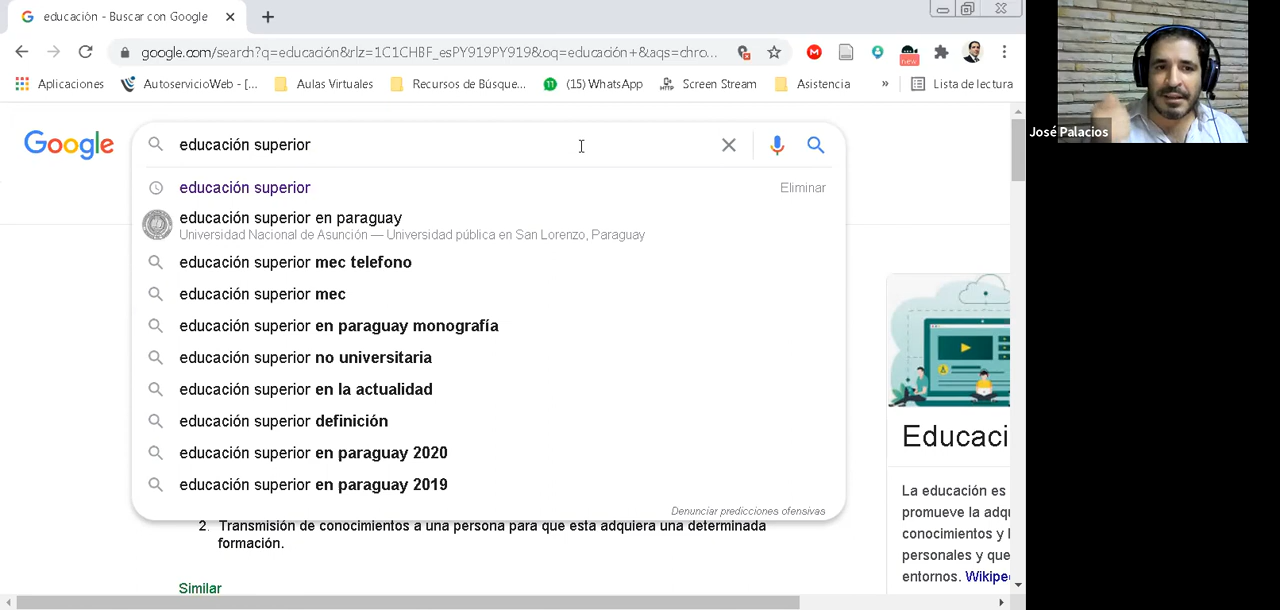 educación - Buscar con Google
google.com/search?q=educación&rlz=1C1CHBF_esPY919PY919&oq=educación+&aqs=chro...
new
Aplicaciones
AutoservicioWeb - [...
Aulas Virtuales
Recursos de Búsque...
11
(15) WhatsApp
HTTP
Screen Stream
Asistencia
»
Lista de lectura
José Palacios
Google
educación superior
educación superior
Eliminar
educación superior en paraguay
Universidad Nacional de Asunción — Universidad pública en San Lorenzo, Paraguay
educación superior mec telefono
educación superior mec
educación superior en paraguay monografía
educación superior no universitaria
educación superior en la actualidad
educación superior definición
educación superior en paraguay 2020
educación superior en paraguay 2019
Denunciar predicciones ofensivas
2. Transmisión de conocimientos a una persona para que esta adquiera una determinada
formación.
Similar
Educaci
La educación es
promueve la adqu
conocimientos y
personales y que
entornos. Wikipe